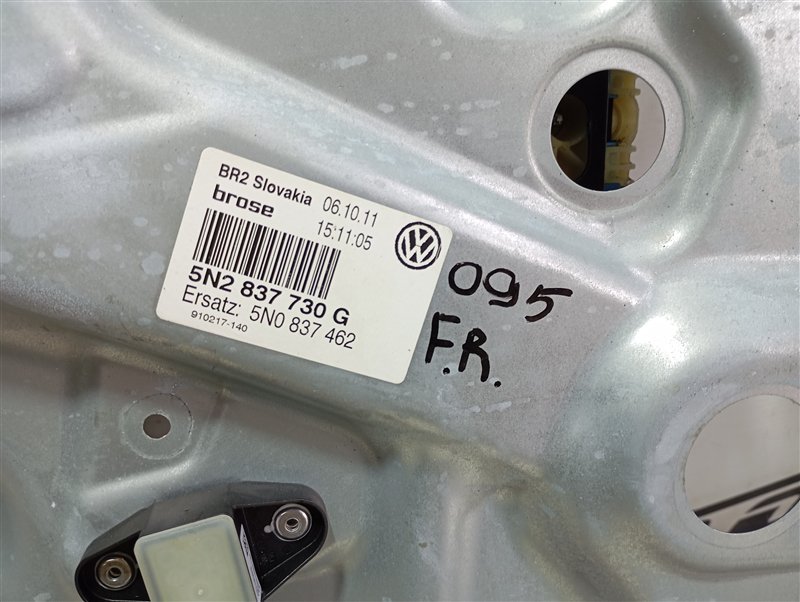 BR2 Slovakia 06.10.11
brose 15:11:05
5N2 837 730 G
Ersatz: 5N0 837 462
910217-140
095
F.R.